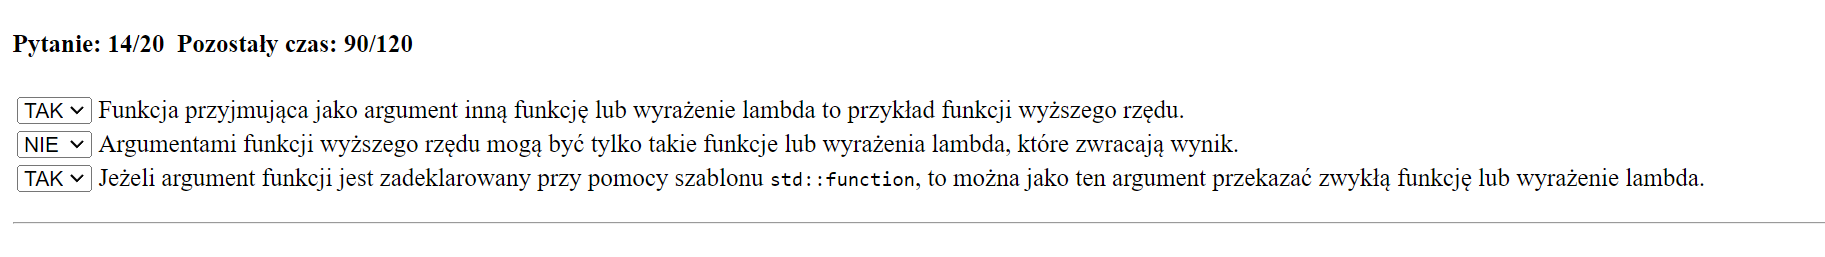 Pytanie: 14/20 Pozostały czas: 90/120
TAK Funkcja przyjmująca jako argument inną funkcję lub wyrażenie lambda to przykład funkcji wyższego rzędu.
NIE Argumentami funkcji wyższego rzędu mogą być tylko takie funkcje lub wyrażenia lambda, które zwracają wynik.
TAK Jeżeli argument funkcji jest zadeklarowany przy pomocy szablonu std::function, to można jako ten argument przekazać zwykłą funkcję lub wyrażenie lambda.